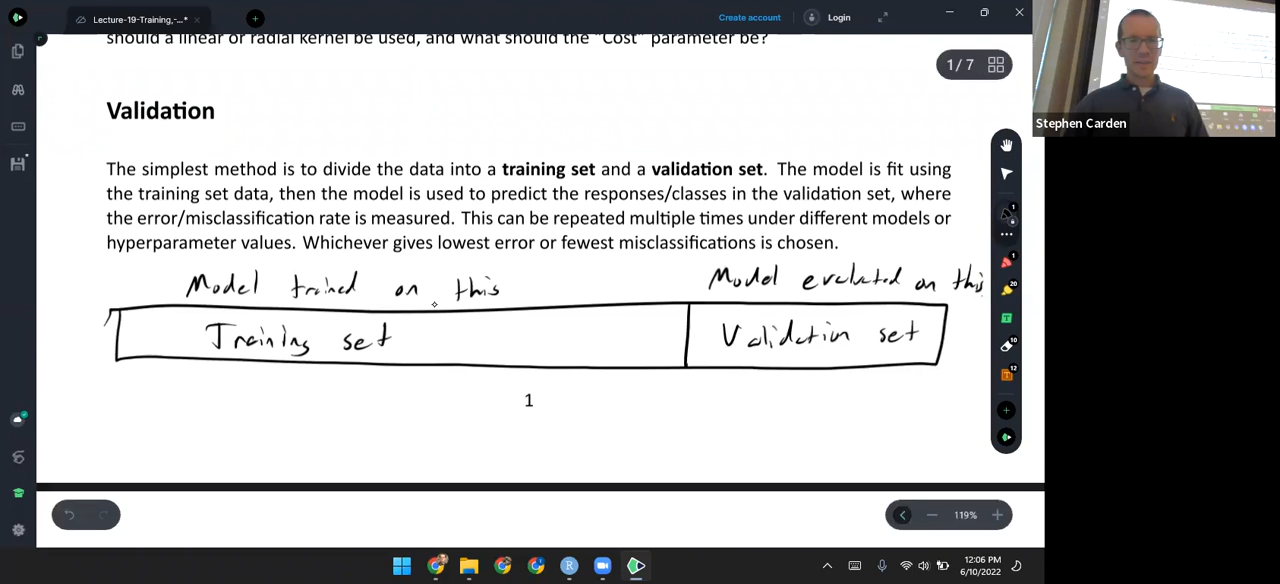 Lecture-19-Training,-...*
Create account
Login
should a linear or radial kernel be used, and what should the "Cost" parameter be?
1/7
Validation
Stephen Carden
The simplest method is to divide the data into a training set and a validation set. The model is fit using
the training set data, then the model is used to predict the responses/classes in the validation set, where
the error/misclassification rate is measured. This can be repeated multiple times under different models or
hyperparameter values. Whichever gives lowest error or fewest misclassifications is chosen.
Model trained on this
Model evaluated on this
Training set
Validation set
1
1
1
20
10
12
119%
12:06 PM
6/10/2022